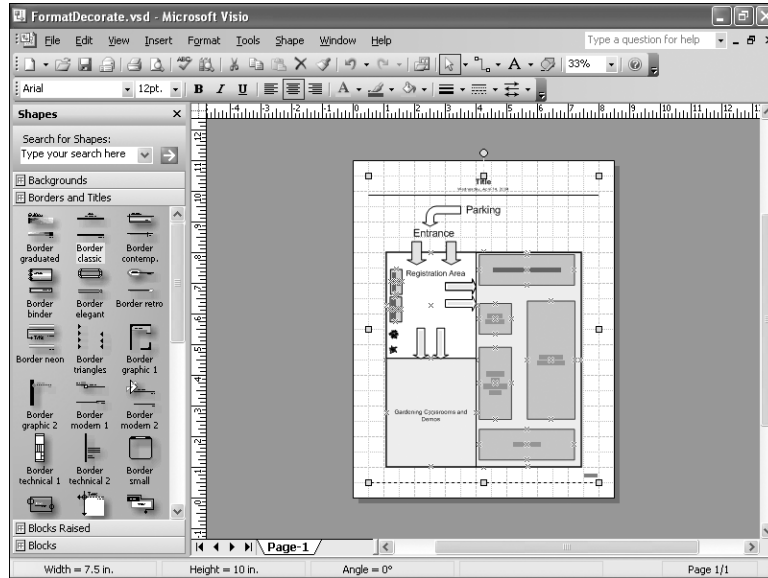 FormatDecorate.vsd - Microsoft Visio
File Edit View Insert Format Tools Shape Window Help
Type a question for help
33%
Arial 12pt. B I U
Shapes
Search for Shapes:
Type your search here
Backgrounds
Borders and Titles
Border graduated
Border classic
Border contemp.
Border binder
Border elegant
Border retro
Border neon
Border triangles
Border graphic 1
Border graphic 2
Border modern 1
Border modern 2
Border technical 1
Border technical 2
Border small
Blocks Raised
Blocks
Title
Parking
Entrance
Registration Area
Gardening Classrooms and
Demos
Page-1
Width = 7.5 in. Height = 10 in. Angle = 0° Page 1/1